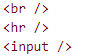 <br />
<hr />
<input />